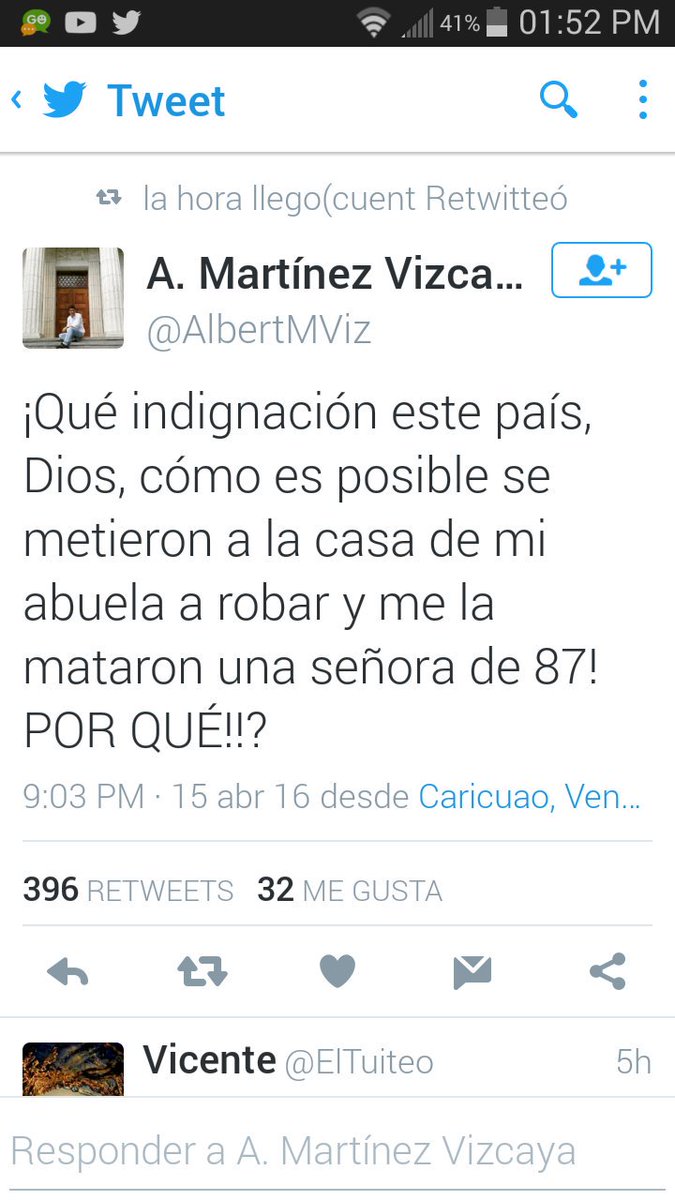 GO 41% 01:52 PM
Tweet
la hora llego(cuent Retwitteó
A. Martínez Vizca...
@AlbertMViz
¡Qué indignación este país,
Dios, cómo es posible se
metieron a la casa de mi
abuela a robar y me la
mataron una señora de 87!
POR QUÉ!!?
9:03 PM · 15 abr 16 desde Caricuao, Ven...
396 RETWEETS 32 ME GUSTA
Vicente @ElTuiteo 5h
Responder a A. Martínez Vizcaya